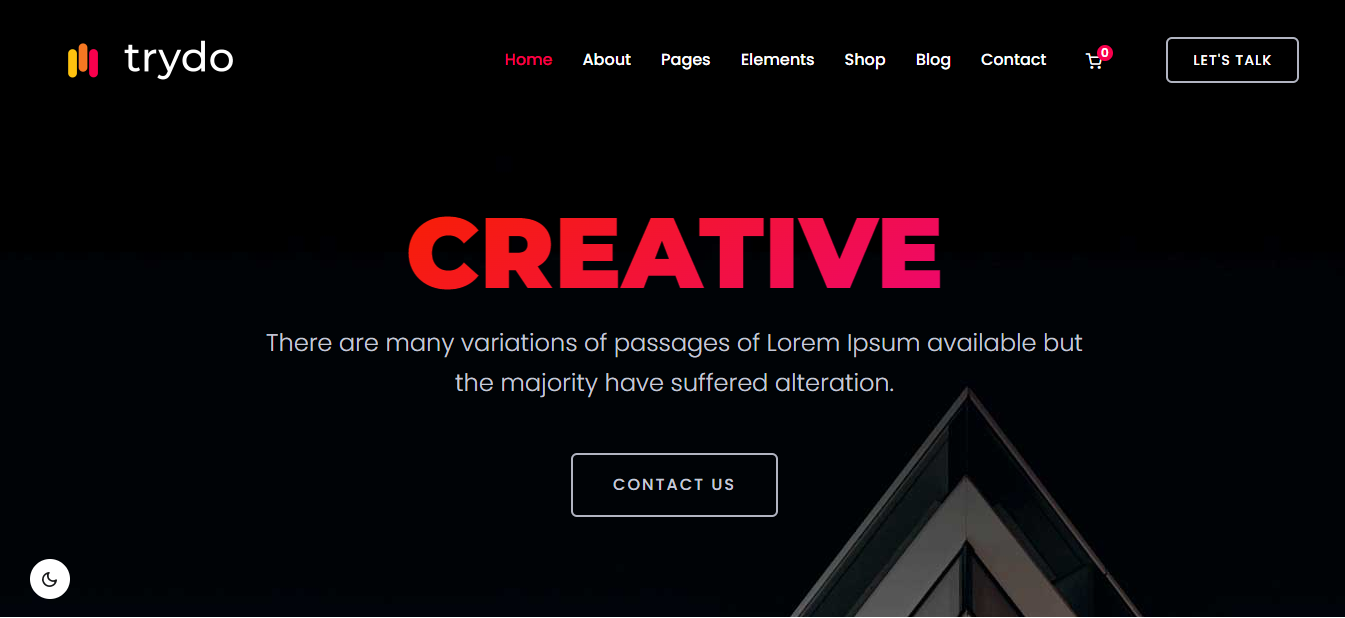 trydo
Home About Pages Elements Shop Blog Contact 0 LET'S TALK
CREATIVE
There are many variations of passages of Lorem Ipsum available but
the majority have suffered alteration.
CONTACT US